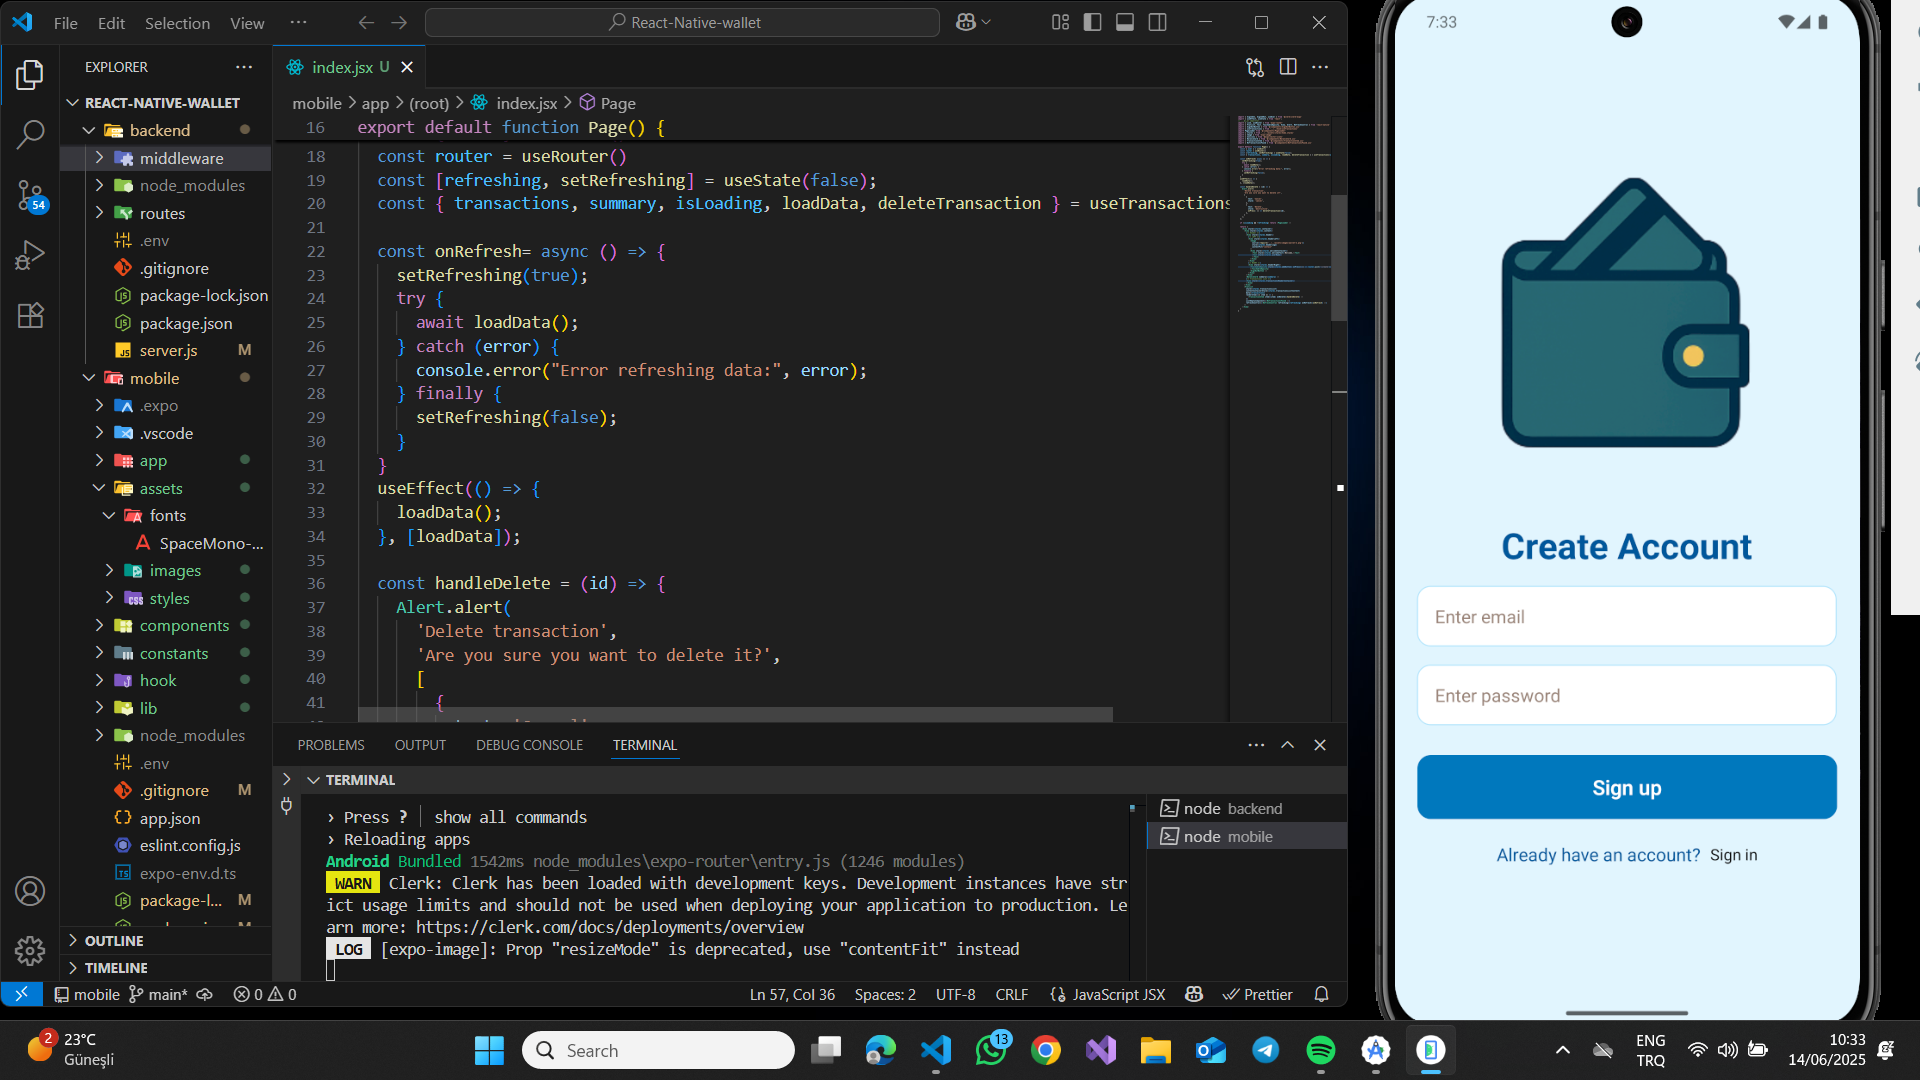 File Edit Selection View ··· React-Native-wallet
EXPLORER
REACT-NATIVE-WALLET
backend
middleware
node_modules
routes
.env
.gitignore
package-lock.json
package.json
server.js M
mobile
.expo
.vscode
app
assets
fonts
SpaceMono-...
images
styles
components
constants
hook
lib
node_modules
.env
.gitignore M
app.json
eslint.config.js
expo-env.d.ts
package-l... M
OUTLINE
TIMELINE
54
index.jsx U
mobile > app > (root) > index.jsx > Page
16 export default function Page() {
18 const router = useRouter()
19 const [refreshing, setRefreshing] = useState(false);
20 const { transactions, summary, isLoading, loadData, deleteTransaction } = useTransactions
21
22 const onRefresh= async () => {
23 setRefreshing(true);
24 try {
25 await loadData();
26 } catch (error) {
27 console.error("Error refreshing data:", error);
28 } finally {
29 setRefreshing(false);
30 }
31 }
32 useEffect(() => {
33 loadData();
34 }, [loadData]);
35
36 const handleDelete = (id) => {
37 Alert.alert(
38 'Delete transaction',
39 'Are you sure you want to delete it?',
40 [
41 {
PROBLEMS OUTPUT DEBUG CONSOLE TERMINAL
TERMINAL
› Press ? │ show all commands
› Reloading apps
Android Bundled 1542ms node_modules\expo-router\entry.js (1246 modules)
WARN Clerk: Clerk has been loaded with development keys. Development instances have str
ict usage limits and should not be used when deploying your application to production. Le
arn more: https://clerk.com/docs/deployments/overview
LOG [expo-image]: Prop "resizeMode" is deprecated, use "contentFit" instead
node backend
node mobile
mobile main* 0 0 Ln 57, Col 36 Spaces: 2 UTF-8 CRLF {} JavaScript JSX Prettier
7:33
Create Account
Enter email
Enter password
Sign up
Already have an account? Sign in
2
23°C
Güneşli
Search
13
ENG
TRQ
10:33
14/06/2025